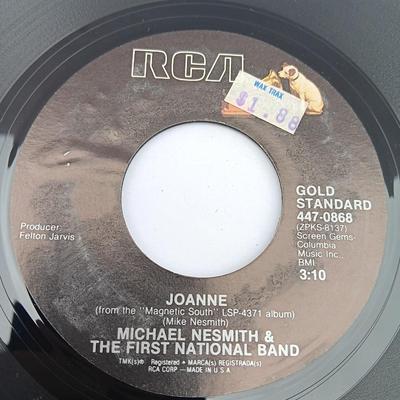 RCA
WAX TRAX
$1.88
GOLD
STANDARD
447-0868
(ZPKS-8137)
Screen Gems-
Columbia
Music Inc.,
BMI
3:10
Producer:
Felton Jarvis
JOANNE
(from the "Magnetic South" LSP-4371 album)
(Mike Nesmith)
MICHAEL NESMITH &
THE FIRST NATIONAL BAND
TMK(s)® Registered • MARCA(s) REGISTRADA(s)
RCA CORP — MADE IN U.S.A